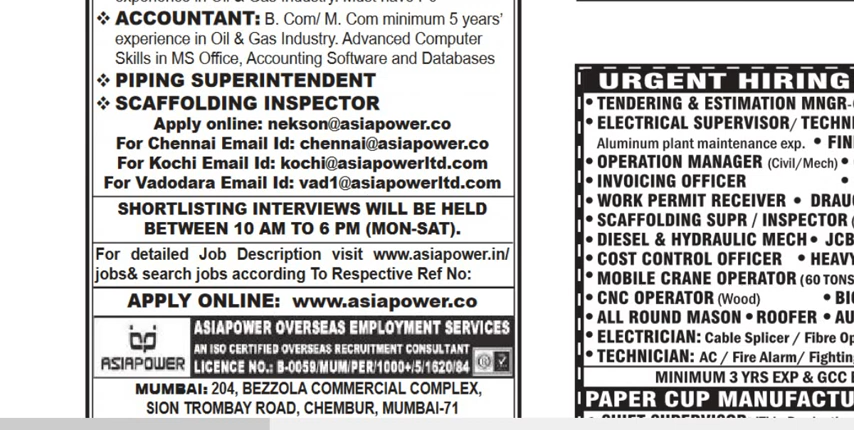 ❖ ACCOUNTANT: B. Com/ M. Com minimum 5 years'
experience in Oil & Gas Industry. Advanced Computer
Skills in MS Office, Accounting Software and Databases
❖ PIPING SUPERINTENDENT
❖ SCAFFOLDING INSPECTOR
Apply online: nekson@asiapower.co
For Chennai Email Id: chennai@asiapower.co
For Kochi Email Id: kochi@asiapowerltd.com
For Vadodara Email Id: vad1@asiapowerltd.com
SHORTLISTING INTERVIEWS WILL BE HELD
BETWEEN 10 AM TO 6 PM (MON-SAT).
For detailed Job Description visit www.asiapower.in/
jobs& search jobs according To Respective Ref No:
APPLY ONLINE: www.asiapower.co
ASIAPOWER
ASIAPOWER OVERSEAS EMPLOYMENT SERVICES
AN ISO CERTIFIED OVERSEAS RECRUITMENT CONSULTANT
LICENCE NO.: B-0059/MUM/PER/1000+/5/1620/84
MUMBAI: 204, BEZZOLA COMMERCIAL COMPLEX,
SION TROMBAY ROAD, CHEMBUR, MUMBAI-71
URGENT HIRING
• TENDERING & ESTIMATION MNGR-
• ELECTRICAL SUPERVISOR/ TECHNI
Aluminum plant maintenance exp. • FIN
• OPERATION MANAGER (Civil/Mech) •
• INVOICING OFFICER •
• WORK PERMIT RECEIVER • DRAU
• SCAFFOLDING SUPR / INSPECTOR (
• DIESEL & HYDRAULIC MECH • JCB
• COST CONTROL OFFICER • HEAVY
• MOBILE CRANE OPERATOR (60 TONS
• CNC OPERATOR (Wood) • BI
• ALL ROUND MASON • ROOFER • AU
• ELECTRICIAN: Cable Splicer / Fibre Op
• TECHNICIAN: AC / Fire Alarm/ Fighting
MINIMUM 3 YRS EXP & GCC
PAPER CUP MANUFACTU